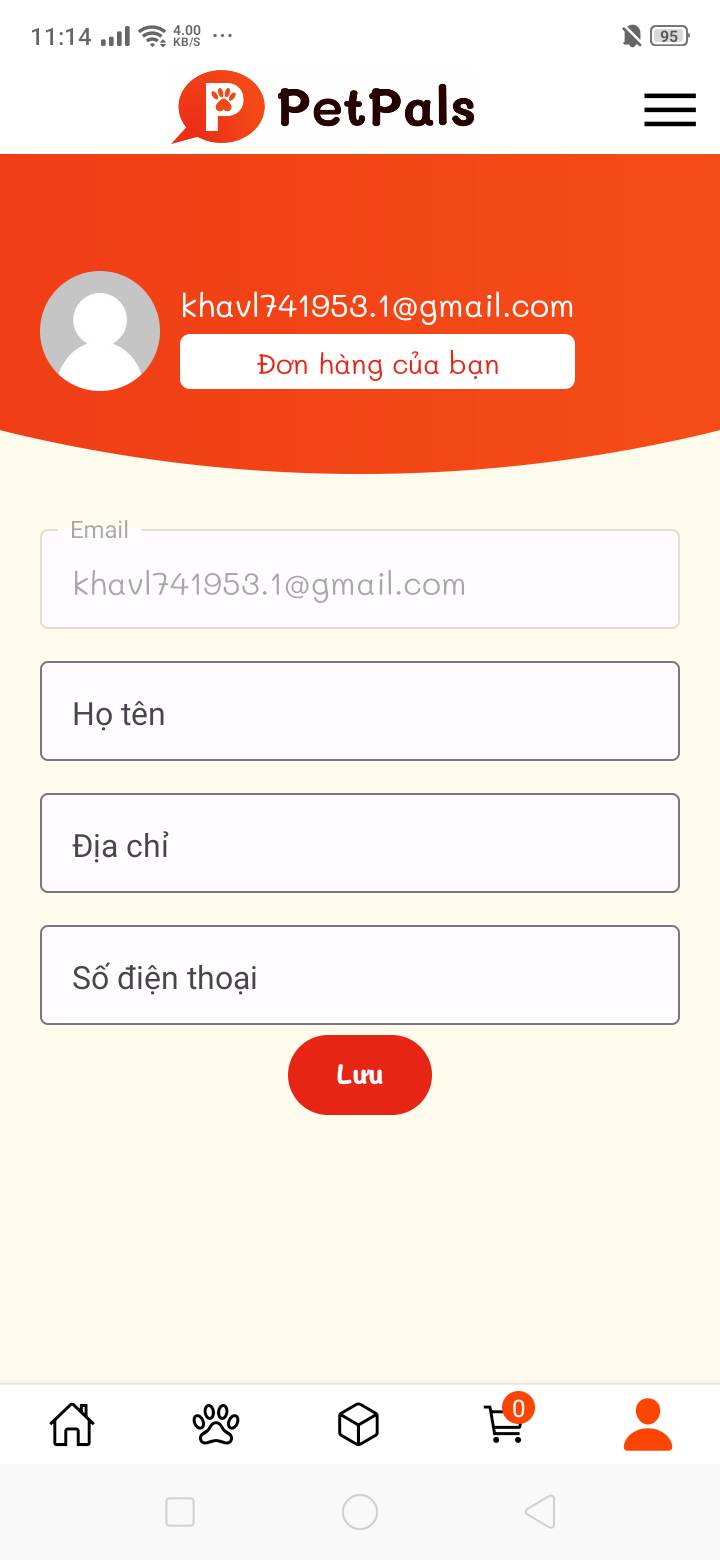 11:14 4.00 KB/S ... 95
P PetPals
khavl741953.1@gmail.com
Đơn hàng của bạn
Email
khavl741953.1@gmail.com
Họ tên
Địa chỉ
Số điện thoại
Lưu
0